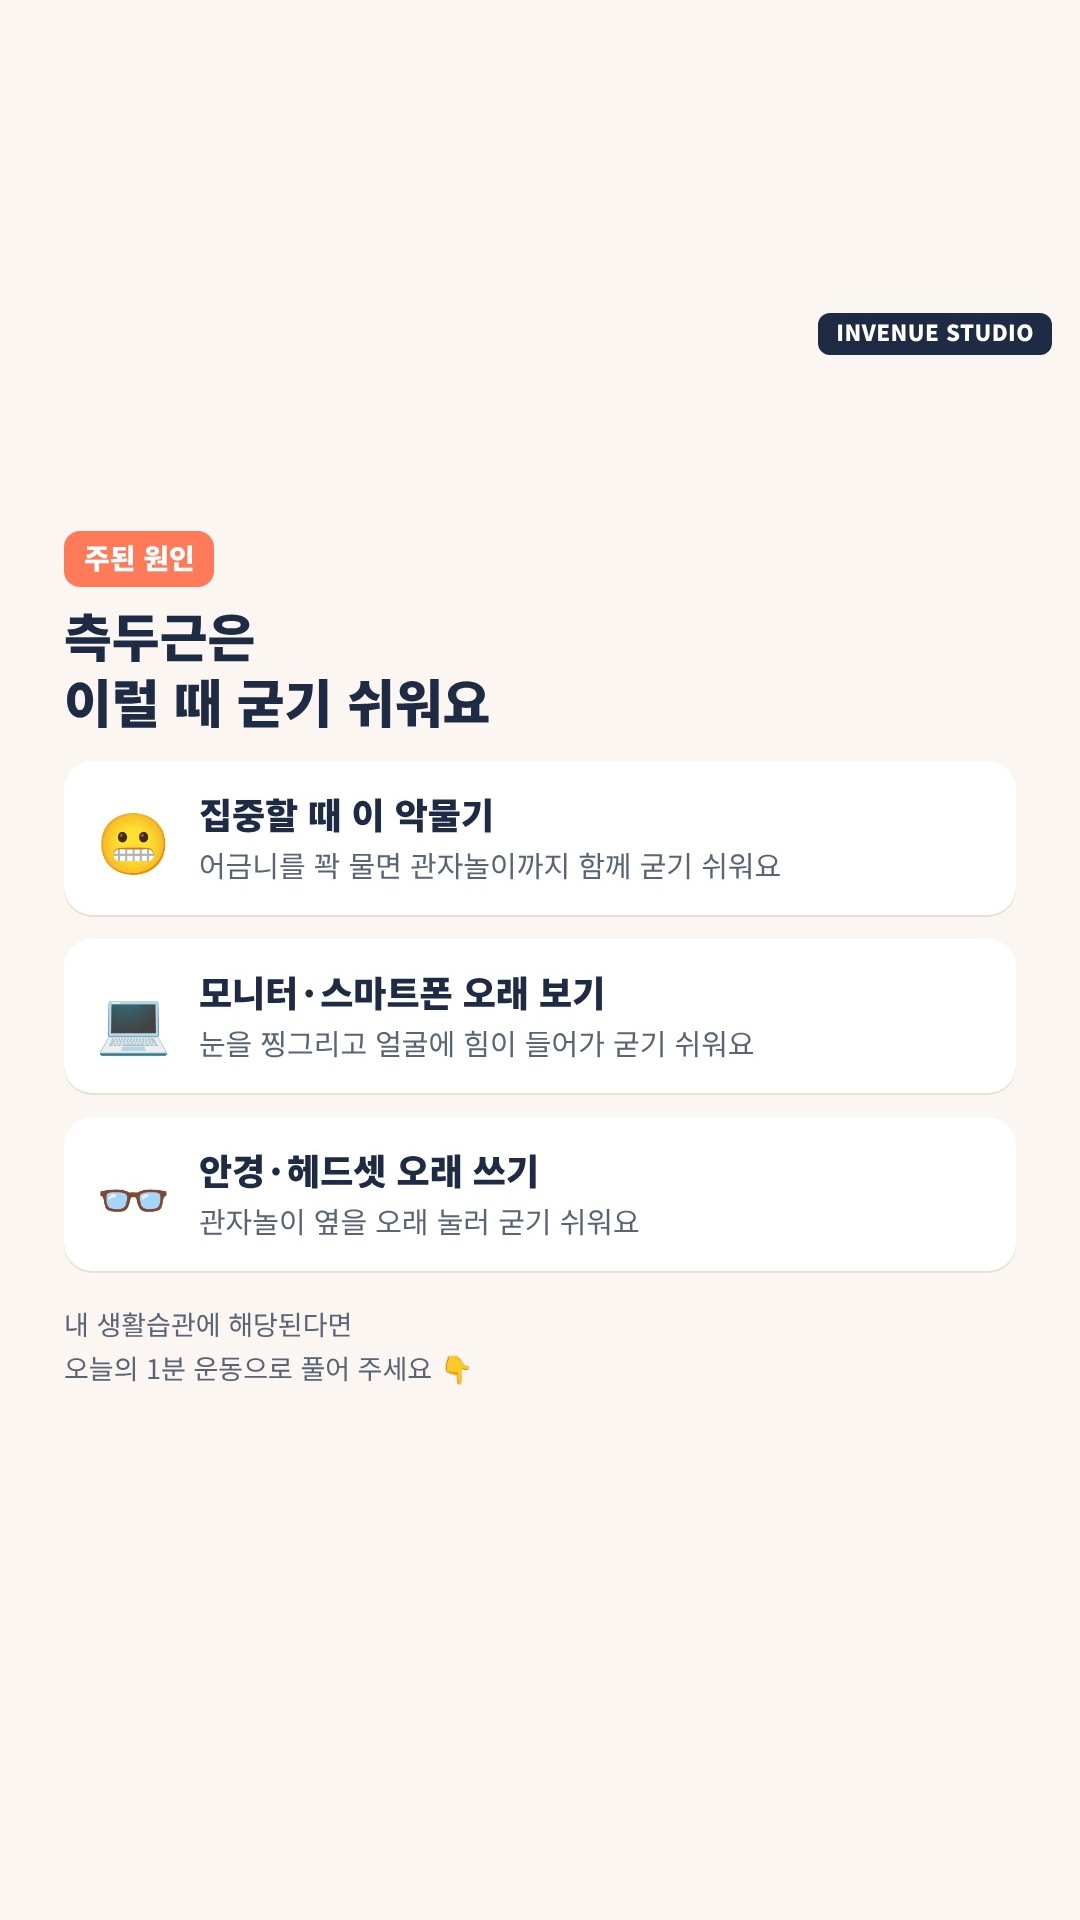 INVENUE STUDIO
주된 원인
측두근은
이럴 때 굳기 쉬워요
집중할 때 이 악물기
어금니를 꽉 물면 관자놀이까지 함께 굳기 쉬워요
모니터·스마트폰 오래 보기
눈을 찡그리고 얼굴에 힘이 들어가 굳기 쉬워요
안경·헤드셋 오래 쓰기
관자놀이 옆을 오래 눌러 굳기 쉬워요
내 생활습관에 해당된다면
오늘의 1분 운동으로 풀어 주세요 👇